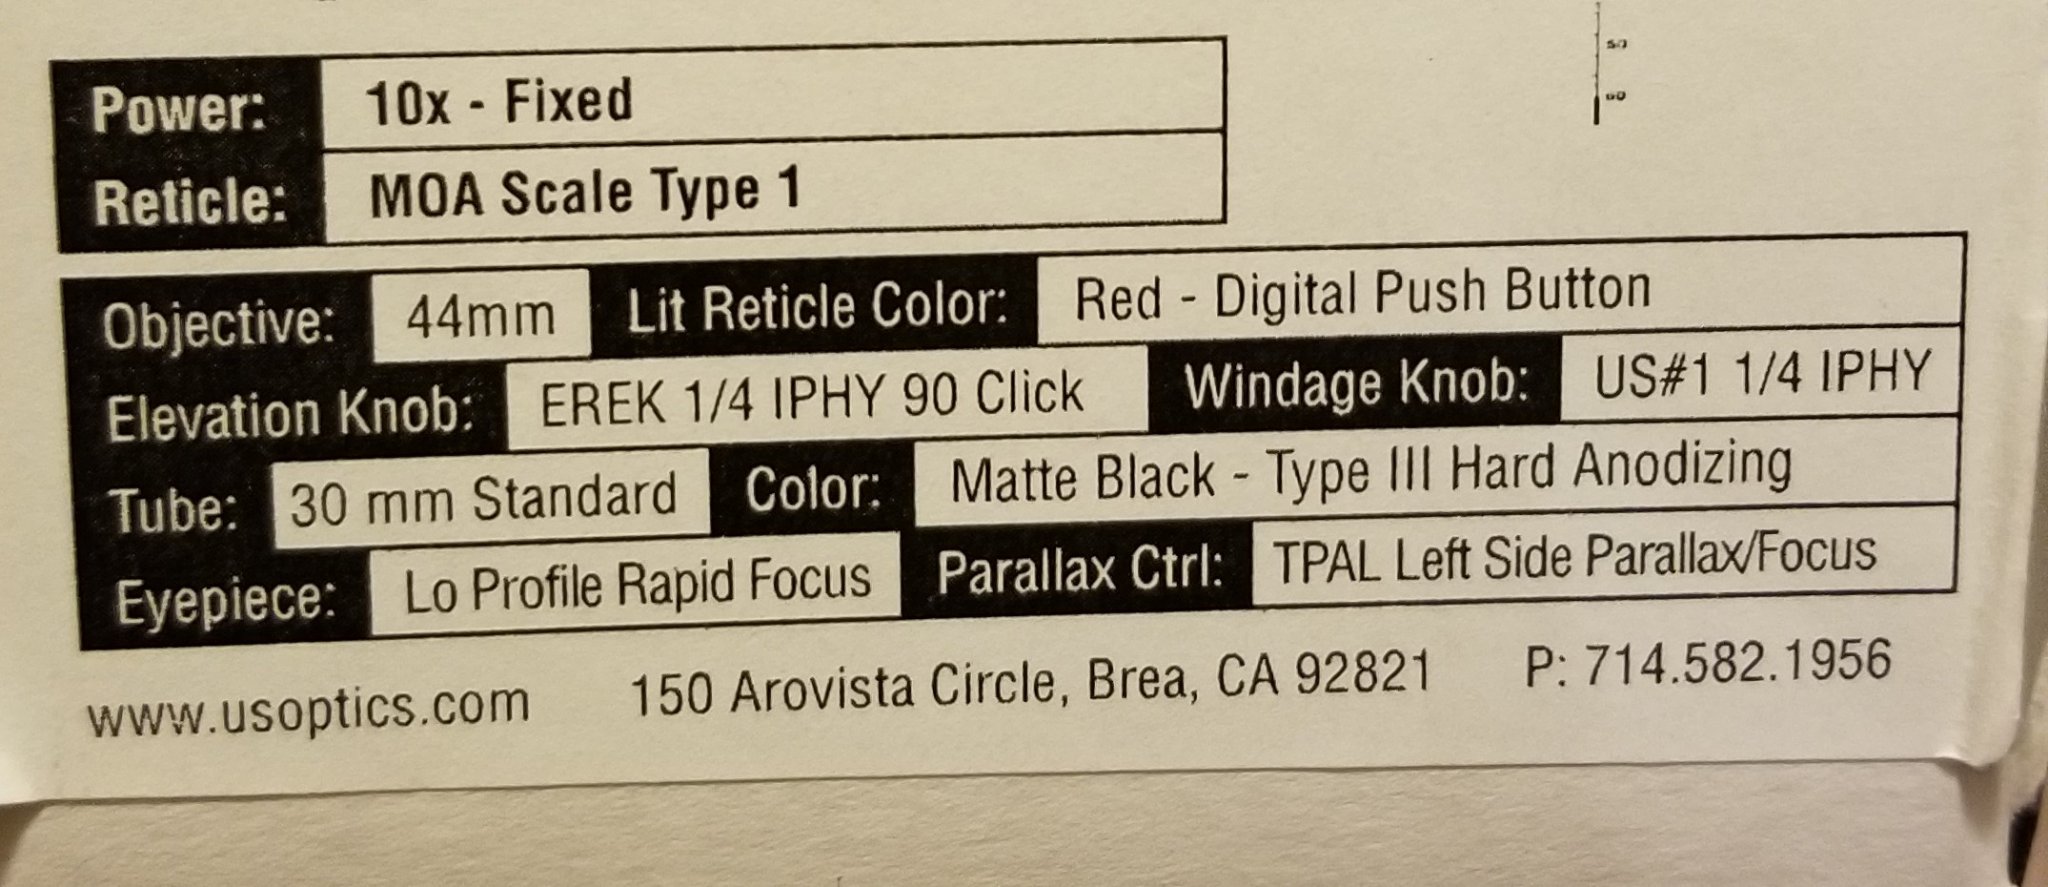 50
60
Power: 10x - Fixed
Reticle: MOA Scale Type 1
Objective: 44mm Lit Reticle Color: Red - Digital Push Button
Elevation Knob: EREK 1/4 IPHY 90 Click Windage Knob: US#1 1/4 IPHY
Tube: 30 mm Standard Color: Matte Black - Type III Hard Anodizing
Eyepiece: Lo Profile Rapid Focus Parallax Ctrl: TPAL Left Side Parallax/Focus
www.usoptics.com 150 Arovista Circle, Brea, CA 92821 P: 714.582.1956